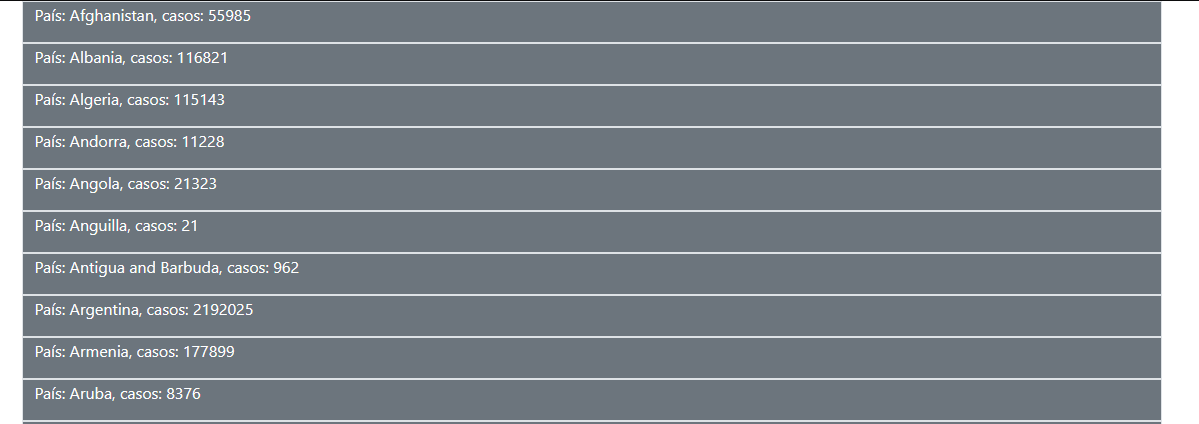 País: Afghanistan, casos: 55985
País: Albania, casos: 116821
País: Algeria, casos: 115143
País: Andorra, casos: 11228
País: Angola, casos: 21323
País: Anguilla, casos: 21
País: Antigua and Barbuda, casos: 962
País: Argentina, casos: 2192025
País: Armenia, casos: 177899
País: Aruba, casos: 8376